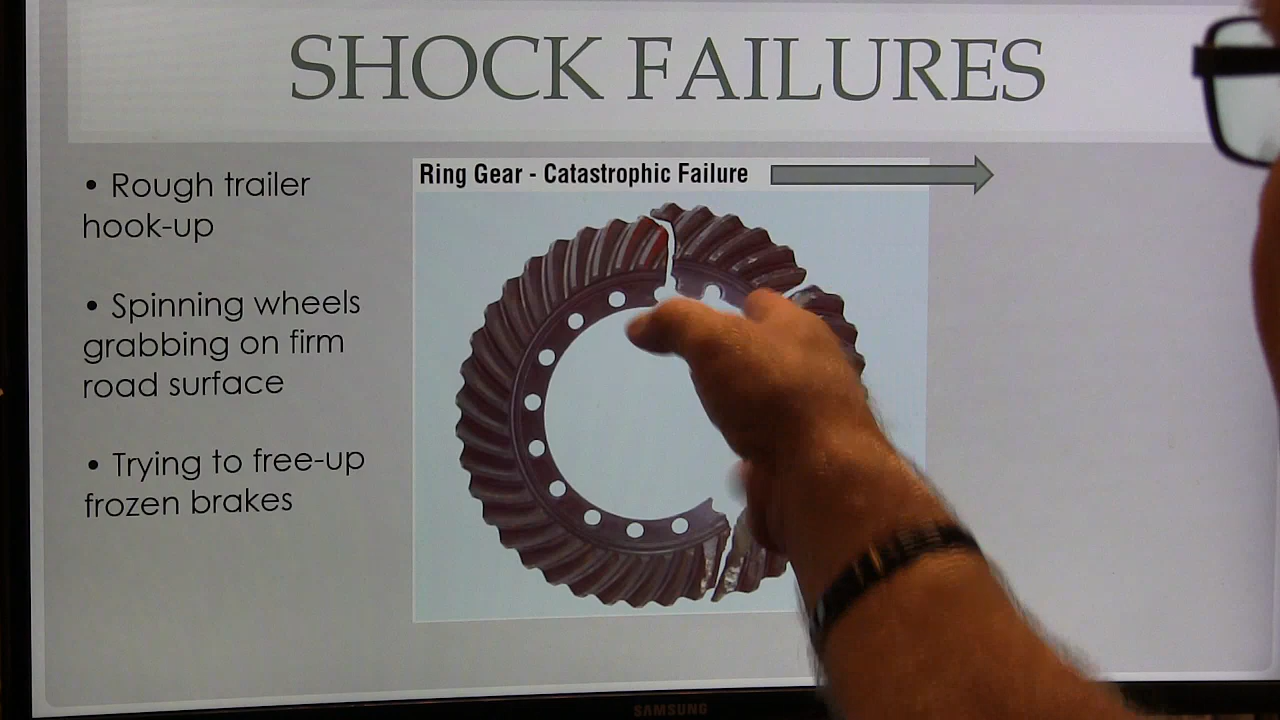 SHOCK FAILURES
• Rough trailer
hook-up
• Spinning wheels
grabbing on firm
road surface
• Trying to free-up
frozen brakes
Ring Gear - Catastrophic Failure
SAMSUNG